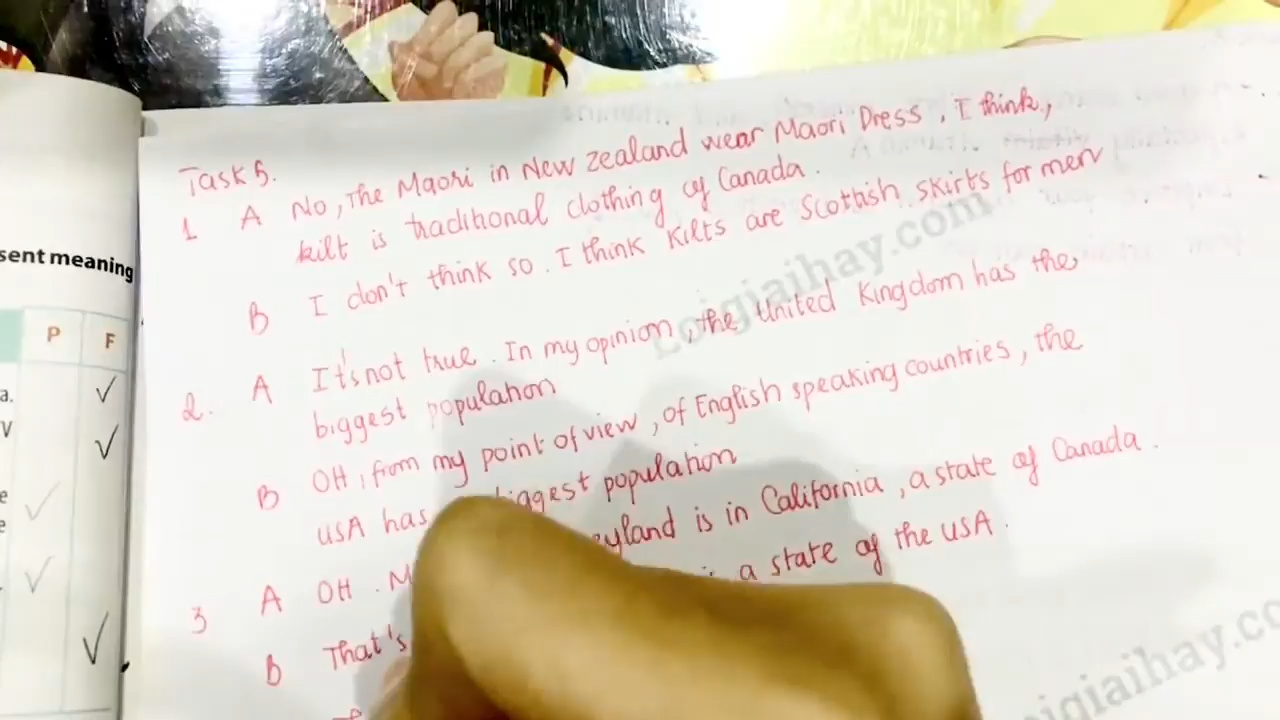 Task 5.
1 A No, The Maori in New Zealand wear Maori Dress. I think,
kilt is traditional clothing of Canada.
B I don't think so. I think Kilts are Scottish skirts for men
2. A It's not true. In my opinion, the United Kingdom has the
biggest population
B OH, from my point of view, of English speaking countries, the
USA has biggest population
3 A OH. is in California, a state of Canada.
B That's a state of the USA.
sent meaning
P F
a.
V
e
e
Loigiaihay.com